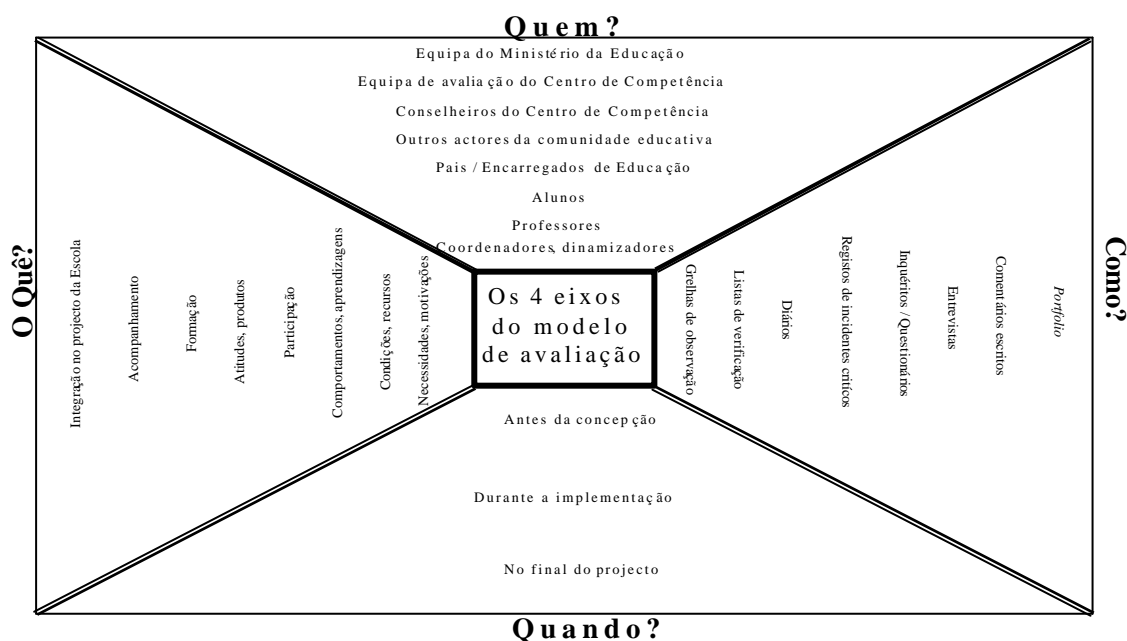 Quem?
Equipa do Ministério da Educação
Equipa de avaliação do Centro de Competência
Conselheiros do Centro de Competência
Outros actores da comunidade educativa
Pais / Encarregados de Educação
Alunos
Professores
Coordenadores, dinamizadores
O Quê?
Integração no projecto da Escola
Acompanhamento
Formação
Atitudes, produtos
Participação
Comportamentos, aprendizagens
Condições, recursos
Necessidades, motivações
Os 4 eixos
do modelo
de avaliação
Grelhas de observação
Listas de verificação
Diários
Registos de incidentes critícos
Inquéritos / Questionários
Entrevistas
Comentários escritos
Portfolio
Como?
Antes da concepção
Durante a implementação
No final do projecto
Quando?